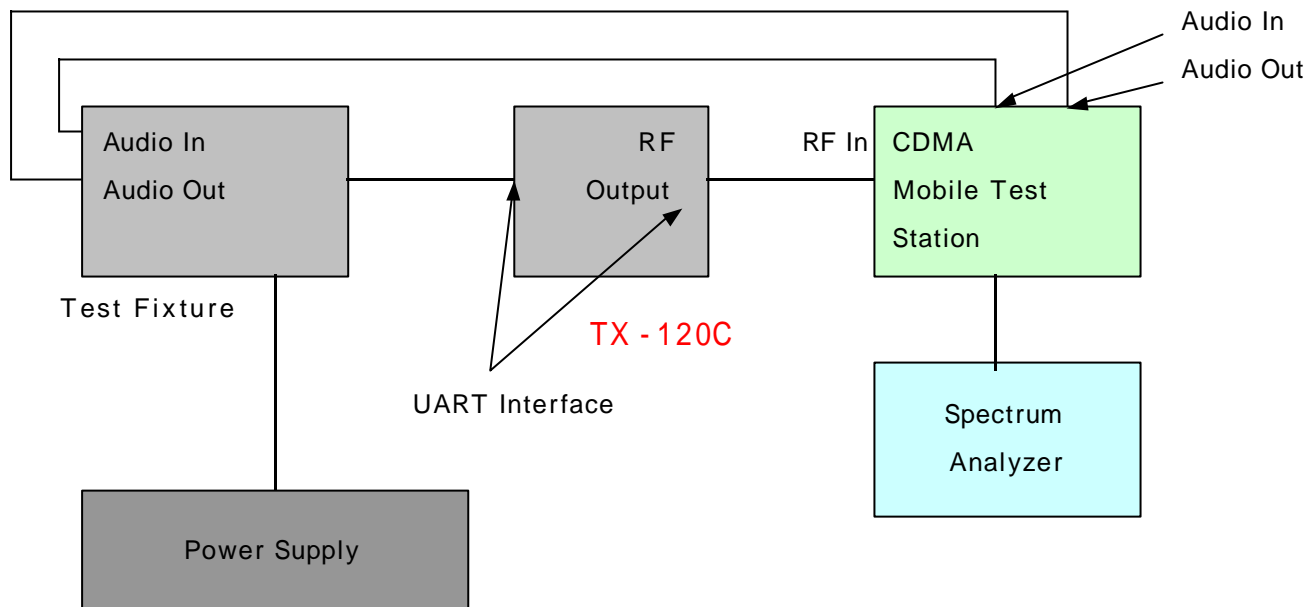 Audio In
Audio Out
Audio In
Audio Out
RF
Output
RF In
CDMA
Mobile Test
Station
Test Fixture
TX - 120C
UART Interface
Spectrum
Analyzer
Power Supply